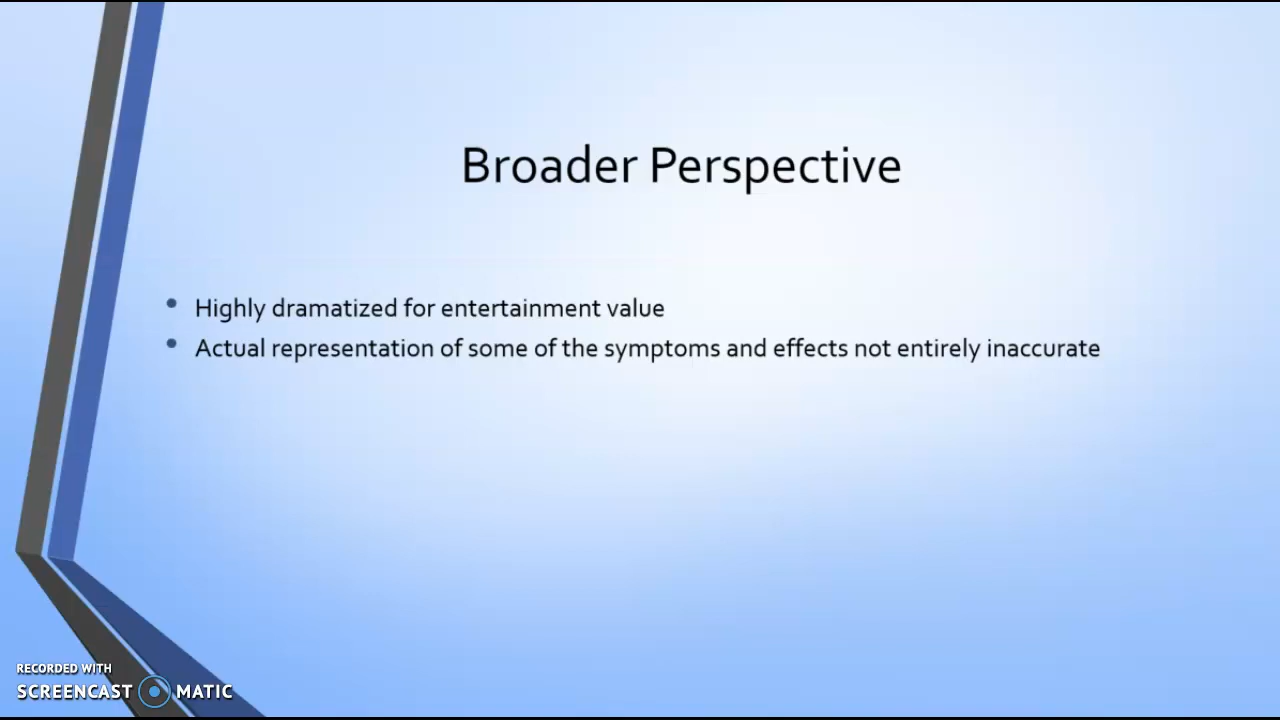 Broader Perspective
• Highly dramatized for entertainment value
• Actual representation of some of the symptoms and effects not entirely inaccurate
RECORDED WITH
SCREENCAST MATIC